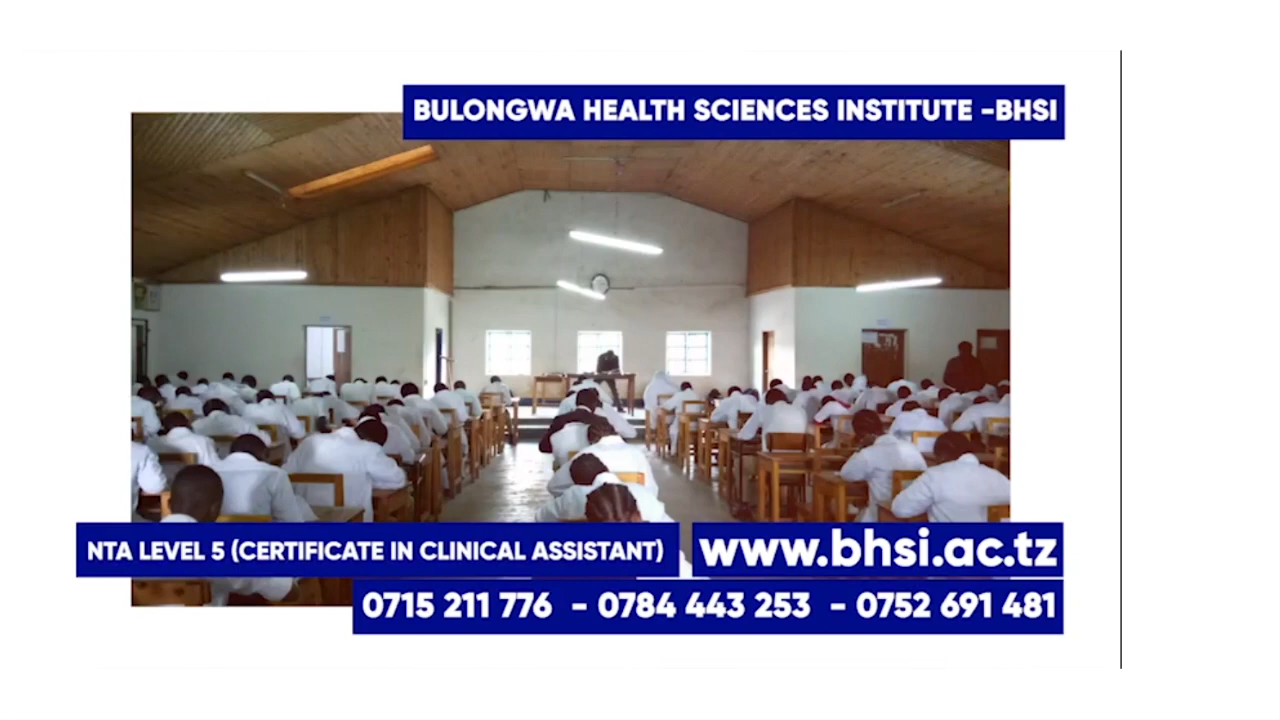 BULONGWA HEALTH SCIENCES INSTITUTE -BHSI
NTA LEVEL 5 (CERTIFICATE IN CLINICAL ASSISTANT)
www.bhsi.ac.tz
0715 211 776 - 0784 443 253 - 0752 691 481